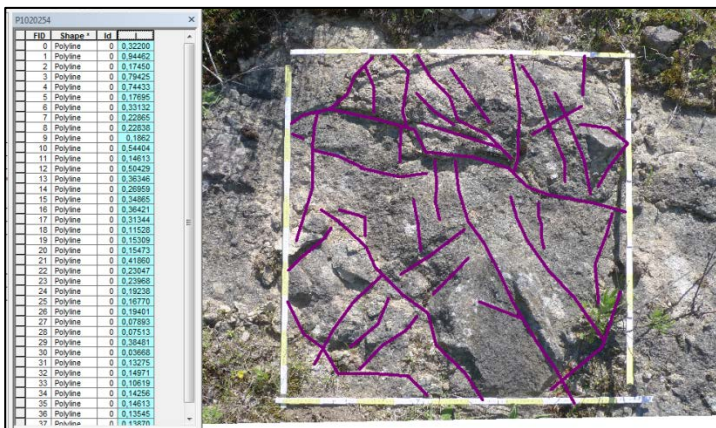 P1020254
FID Shape * Id l
0 Polyline 0 0,32200
1 Polyline 0 0,94462
2 Polyline 0 0,17450
3 Polyline 0 0,79425
4 Polyline 0 0,74433
5 Polyline 0 0,17695
6 Polyline 0 0,33132
7 Polyline 0 0,22865
8 Polyline 0 0,22838
9 Polyline 0 0,1862
10 Polyline 0 0,54404
11 Polyline 0 0,14613
12 Polyline 0 0,50429
13 Polyline 0 0,36346
14 Polyline 0 0,26959
15 Polyline 0 0,34865
16 Polyline 0 0,36421
17 Polyline 0 0,31344
18 Polyline 0 0,11528
19 Polyline 0 0,15309
20 Polyline 0 0,15473
21 Polyline 0 0,41860
22 Polyline 0 0,23047
23 Polyline 0 0,23968
24 Polyline 0 0,19238
25 Polyline 0 0,16770
26 Polyline 0 0,19401
27 Polyline 0 0,07893
28 Polyline 0 0,07513
29 Polyline 0 0,38481
30 Polyline 0 0,03668
31 Polyline 0 0,13275
32 Polyline 0 0,14971
33 Polyline 0 0,10619
34 Polyline 0 0,14256
35 Polyline 0 0,14613
36 Polyline 0 0,13545
37 Polyline 0 0,13870